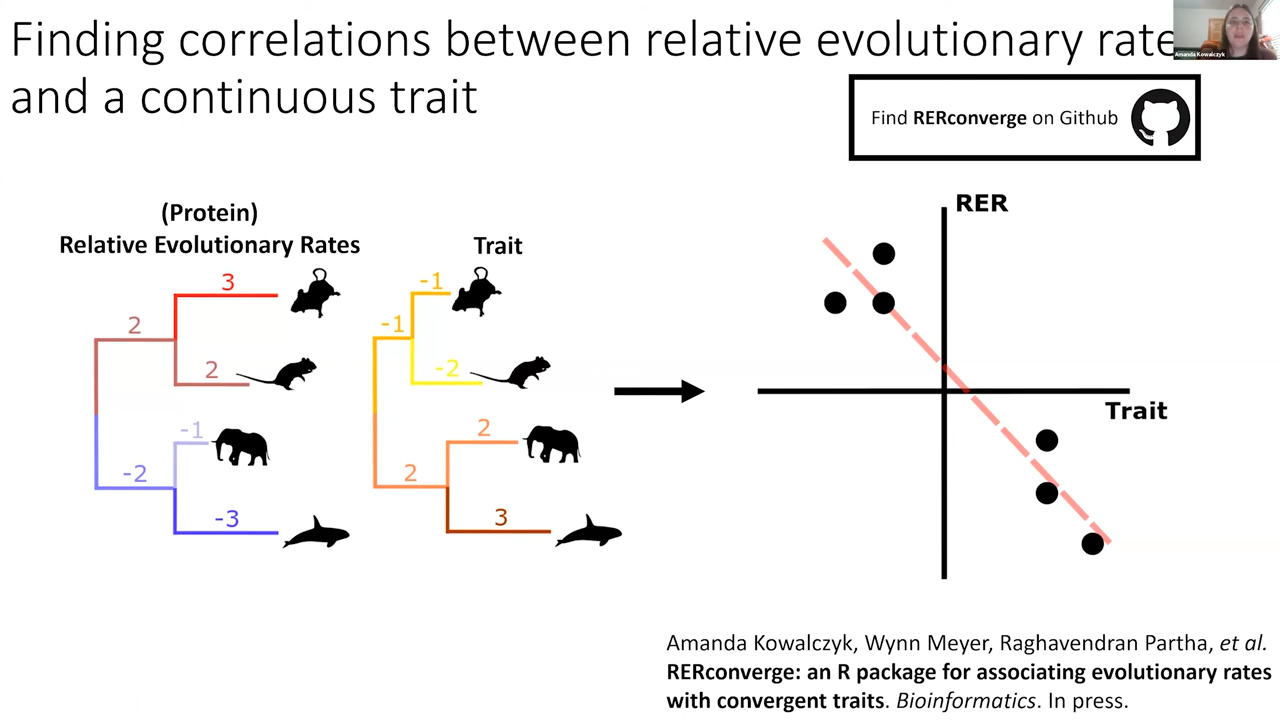 Finding correlations between relative evolutionary rate
and a continuous trait
Amanda Kowalczyk
Find RERconverge on Github
(Protein)
Relative Evolutionary Rates
3
2
2
-1
-2
-3
Trait
-1
-1
-2
2
2
3
RER
Trait
Amanda Kowalczyk, Wynn Meyer, Raghavendran Partha, et al.
RERconverge: an R package for associating evolutionary rates
with convergent traits. Bioinformatics. In press.